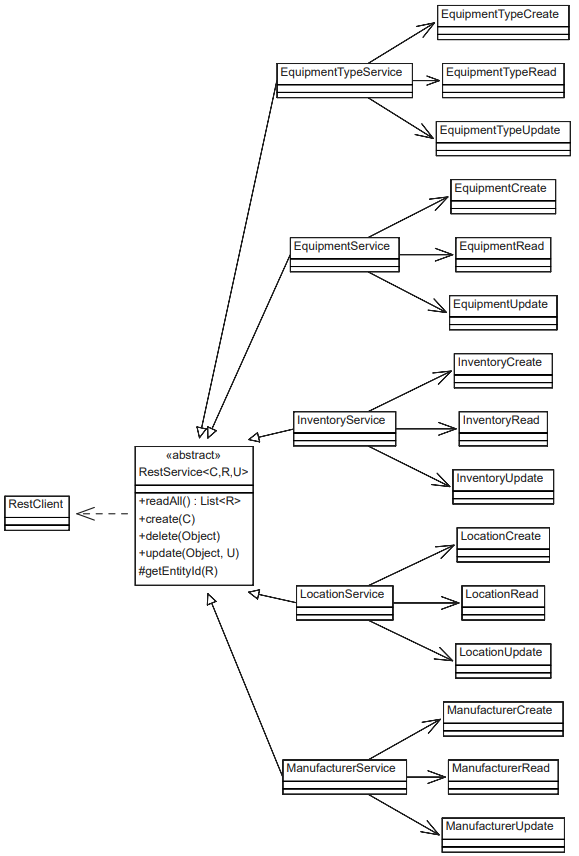 EquipmentTypeCreate
EquipmentTypeService
EquipmentTypeRead
EquipmentTypeUpdate
EquipmentCreate
EquipmentService
EquipmentRead
EquipmentUpdate
InventoryCreate
InventoryService
InventoryRead
InventoryUpdate
«abstract»
RestService<C,R,U>
+readAll() : List<R>
+create(C)
+delete(Object)
+update(Object, U)
#getEntityId(R)
RestClient
LocationCreate
LocationService
LocationRead
LocationUpdate
ManufacturerCreate
ManufacturerService
ManufacturerRead
ManufacturerUpdate